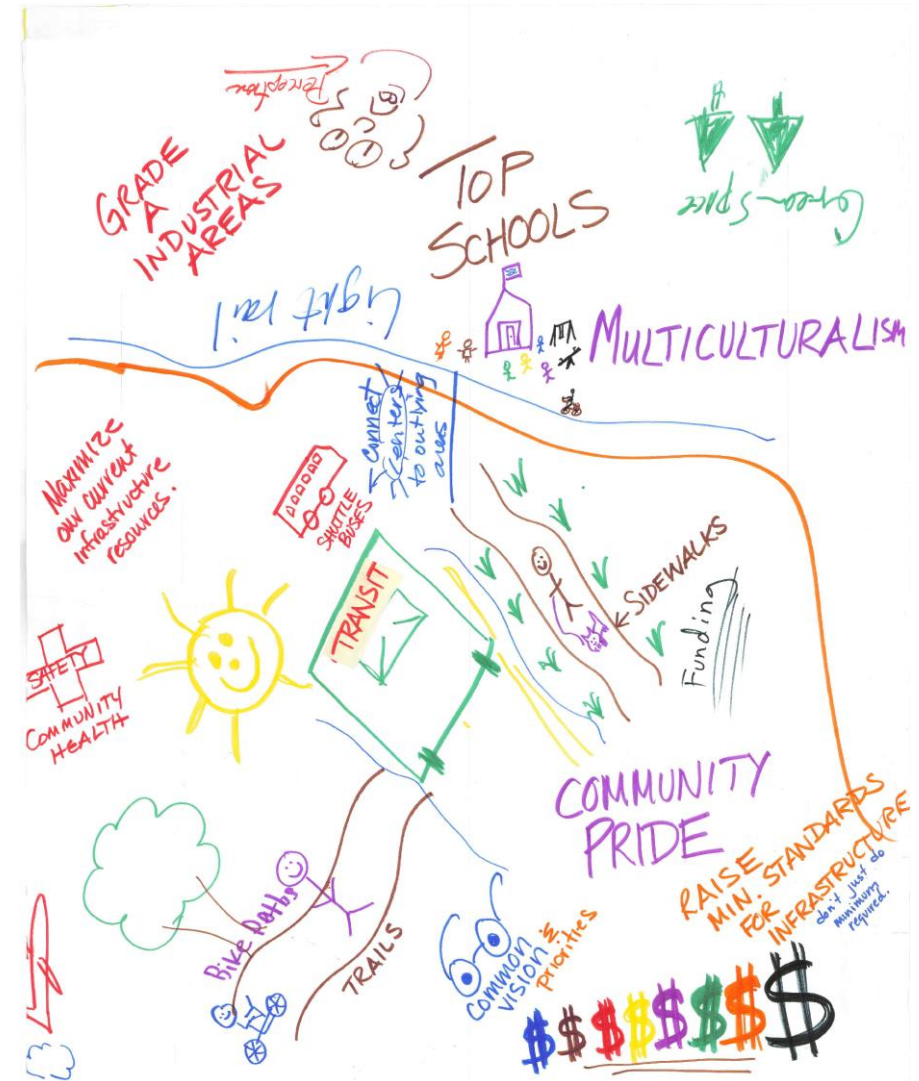 Perception
GRADE
A
INDUSTRIAL
AREAS
TOP
SCHOOLS
Green Space
Light rail
MULTICULTURALISM
Connect
Centers
to outlying
areas
Maximize
our current
infrastructure
resources.
SHUTTLE
BUSES
TRANSIT
SIDEWALKS
Funding
SAFETY
COMMUNITY
HEALTH
COMMUNITY
PRIDE
RAISE
MIN. STANDARDS
FOR
INFRASTRUCTURE
don't just do
minimum
required.
Bike Paths
TRAILS
Common
VISION &
priorities
$ $ $ $ $ $ $ $